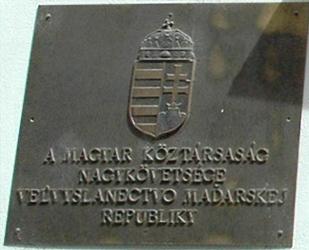 A MAGYAR KÖZTÁRSASÁG
NAGYKÖVETSÉGE
VEĽVYSLANECTVO MAĎARSKEJ
REPUBLIKY